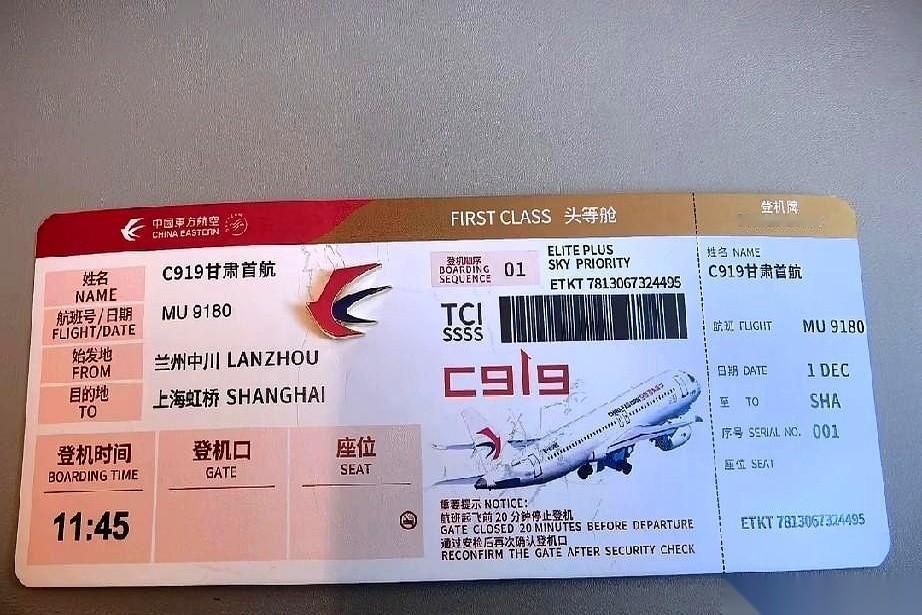 中国東方航空
CHINA EASTERN
FIRST CLASS 头等舱
登机牌
姓名
NAME
C919甘肃首航
航班号/日期
FLIGHT/DATE
MU 9180
始发地
FROM
兰州中川 LANZHOU
目的地
TO
上海虹桥 SHANGHAI
登机时间
BOARDING TIME
11:45
登机口
GATE
座位
SEAT
登机顺序
BOARDING
SEQUENCE
01
ELITE PLUS
SKY PRIORITY
ETKT 7813067324495
TCI
SSSS
C919
重要提示 NOTICE:
航班起飞前20分钟停止登机
GATE CLOSED 20 MINUTES BEFORE DEPARTURE
通过安检后再次确认登机口
RECONFIRM THE GATE AFTER SECURITY CHECK
姓名 NAME
C919甘肃首航
航班 FLIGHT MU 9180
日期 DATE 1 DEC
至 TO SHA
序号 SERIAL NO. 001
座位 SEAT
ETKT 7813067324495